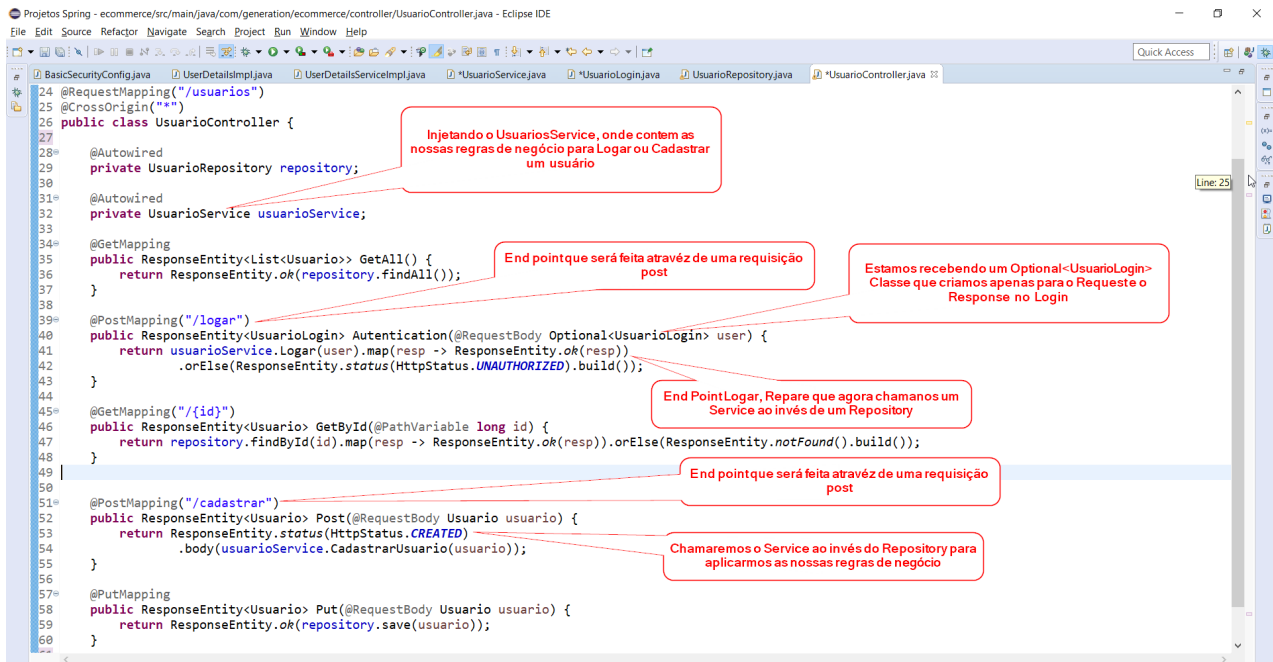 Projetos Spring - ecommerce/src/main/java/com/generation/ecommerce/controller/UsuarioController.java - Eclipse IDE
File Edit Source Refactor Navigate Search Project Run Window Help
Quick Access
BasicSecurityConfig.java UserDetailsImpl.java UserDetailsServiceImpl.java *UsuarioService.java *UsuarioLogin.java UsuarioRepository.java *UsuarioController.java
24 @RequestMapping("/usuarios")
25 @CrossOrigin("*")
26 public class UsuarioController {
27
28 @Autowired
29 private UsuarioRepository repository;
30
31 @Autowired
32 private UsuarioService usuarioService;
33
34 @GetMapping
35 public ResponseEntity<List<Usuario>> GetAll() {
36 return ResponseEntity.ok(repository.findAll());
37 }
38
39 @PostMapping("/logar")
40 public ResponseEntity<UsuarioLogin> Autentication(@RequestBody Optional<UsuarioLogin> user) {
41 return usuarioService.Logar(user).map(resp -> ResponseEntity.ok(resp))
42 .orElse(ResponseEntity.status(HttpStatus.UNAUTHORIZED).build());
43 }
44
45 @GetMapping("/{id}")
46 public ResponseEntity<Usuario> GetById(@PathVariable long id) {
47 return repository.findById(id).map(resp -> ResponseEntity.ok(resp)).orElse(ResponseEntity.notFound().build());
48 }
49
50
51 @PostMapping("/cadastrar")
52 public ResponseEntity<Usuario> Post(@RequestBody Usuario usuario) {
53 return ResponseEntity.status(HttpStatus.CREATED)
54 .body(usuarioService.CadastrarUsuario(usuario));
55 }
56
57 @PutMapping
58 public ResponseEntity<Usuario> Put(@RequestBody Usuario usuario) {
59 return ResponseEntity.ok(repository.save(usuario));
60 }
Injetando o UsuariosService, onde contem as
nossas regras de negócio para Logar ou Cadastrar
um usuário
Line: 25
End point que será feita atravéz de uma requisição
post
Estamos recebendo um Optional<UsuarioLogin>
Classe que criamos apenas para o Requeste o
Response no Login
End Point Logar, Repare que agora chamanos um
Service ao invés de um Repository
End point que será feita atravéz de uma requisição
post
Chamaremos o Service ao invés do Repository para
aplicarmos as nossas regras de negócio